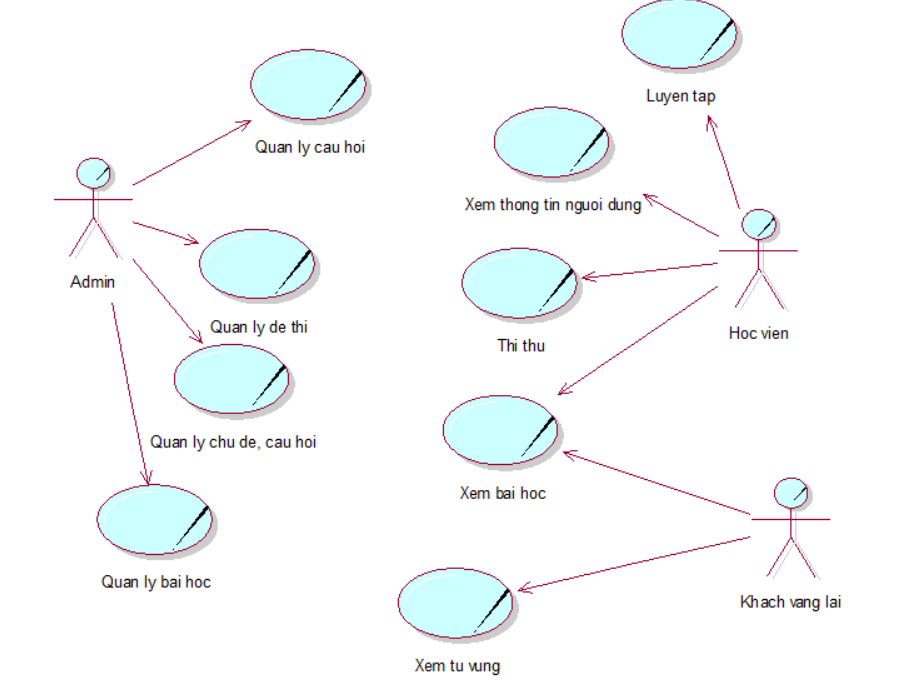 Luyen tap
Quan ly cau hoi
Xem thong tin nguoi dung
Admin
Quan ly de thi
Hoc vien
Thi thu
Quan ly chu de, cau hoi
Xem bai hoc
Quan ly bai hoc
Khach vang lai
Xem tu vung